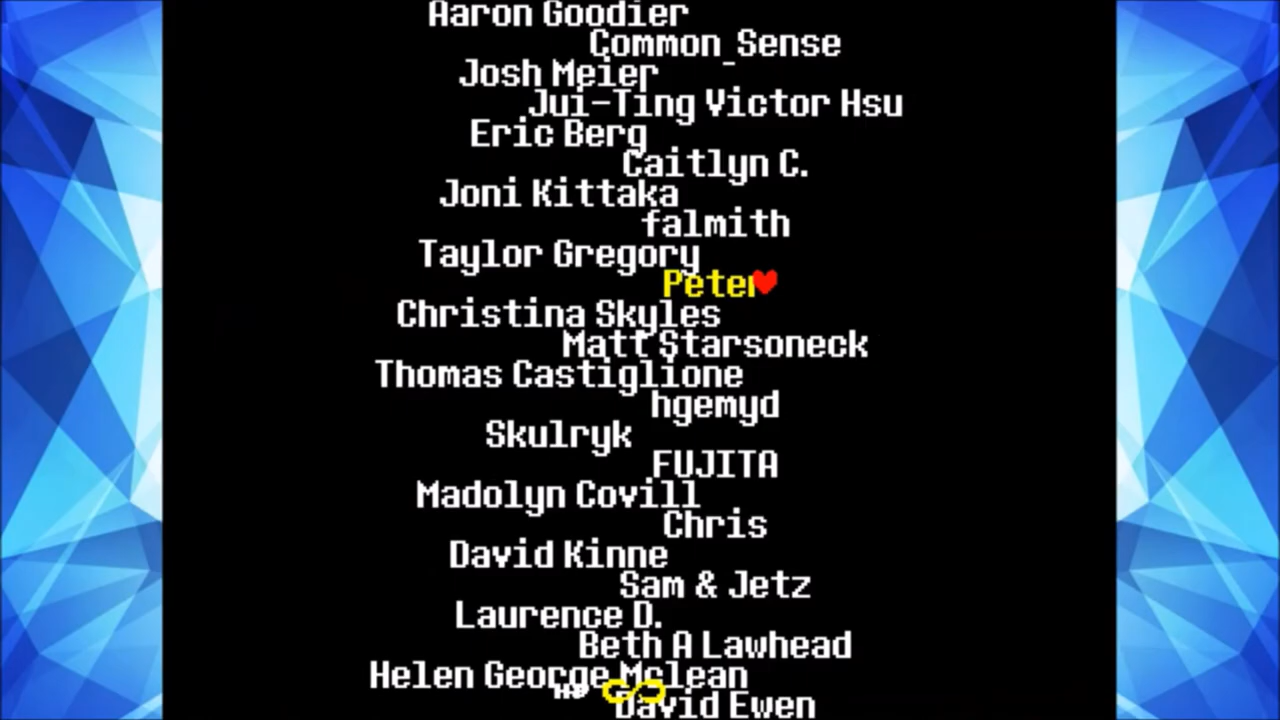 Aaron Goodier
Common_Sense
Josh Meier
Jui-Ting Victor Hsu
Eric Berg
Caitlyn C.
Joni Kittaka
falmith
Taylor Gregory
Peter
Christina Skyles
Matt Starsoneck
Thomas Castiglione
hgemyd
Skulryk
FUJITA
Madolyn Covill
Chris
David Kinne
Sam & Jetz
Laurence D.
Beth A Lawhead
Helen George Mclean
HP
David Ewen